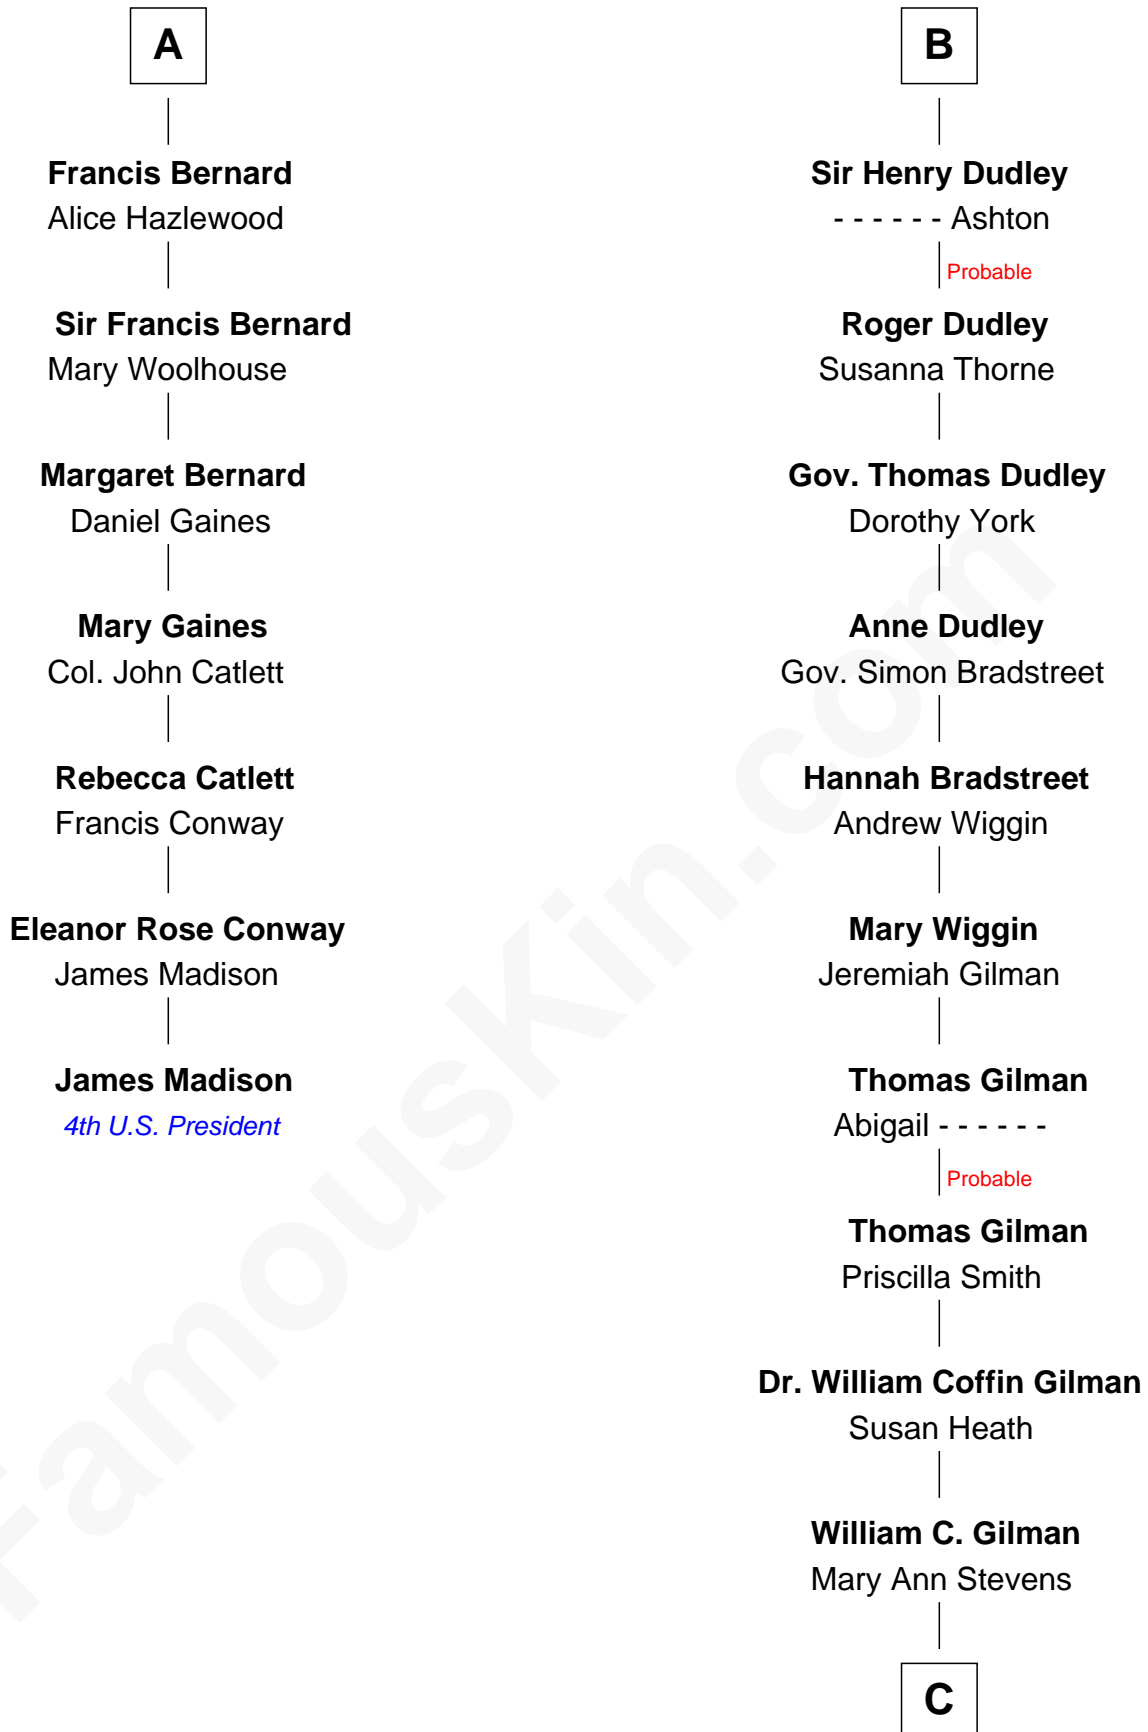 A
Francis Bernard
Alice Hazlewood
Sir Francis Bernard
Mary Woolhouse
Margaret Bernard
Daniel Gaines
Mary Gaines
Col. John Catlett
Rebecca Catlett
Francis Conway
Eleanor Rose Conway
James Madison
James Madison
4th U.S. President
B
Sir Henry Dudley
- - - - - - Ashton
Probable
Roger Dudley
Susanna Thorne
Gov. Thomas Dudley
Dorothy York
Anne Dudley
Gov. Simon Bradstreet
Hannah Bradstreet
Andrew Wiggin
Mary Wiggin
Jeremiah Gilman
Thomas Gilman
Abigail - - - - - -
Probable
Thomas Gilman
Priscilla Smith
Dr. William Coffin Gilman
Susan Heath
William C. Gilman
Mary Ann Stevens
C
FamousKin.com